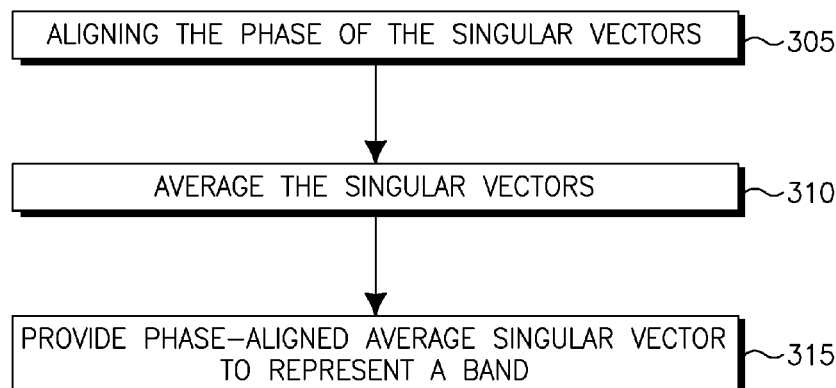 ALIGNING THE PHASE OF THE SINGULAR VECTORS
305
AVERAGE THE SINGULAR VECTORS
310
PROVIDE PHASE-ALIGNED AVERAGE SINGULAR VECTOR
TO REPRESENT A BAND
315